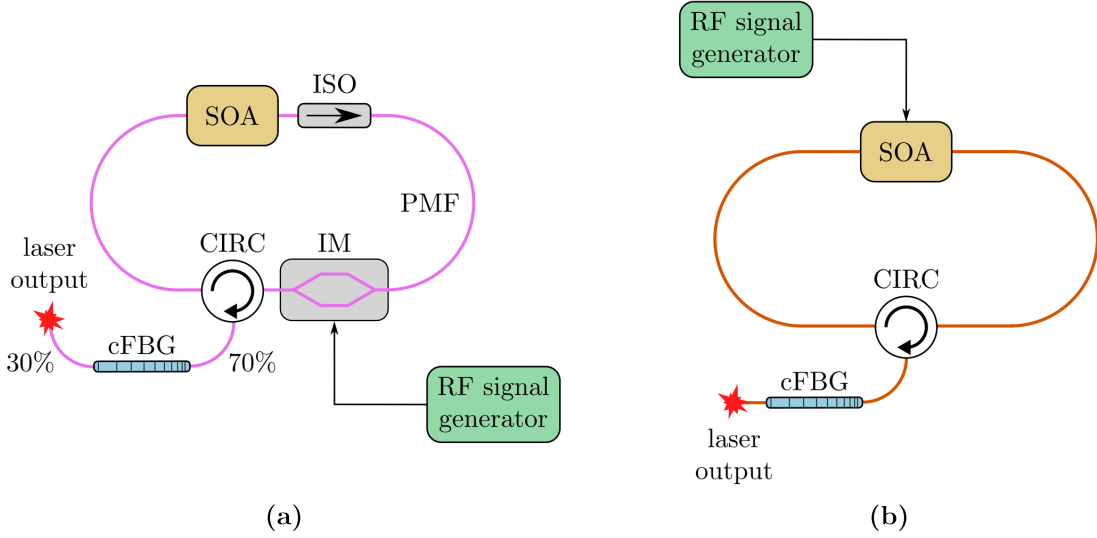 ISO
SOA
PMF
CIRC
IM
laser
output
cFBG
30%
70%
RF signal
generator
(a)
RF signal
generator
SOA
CIRC
cFBG
laser
output
(b)